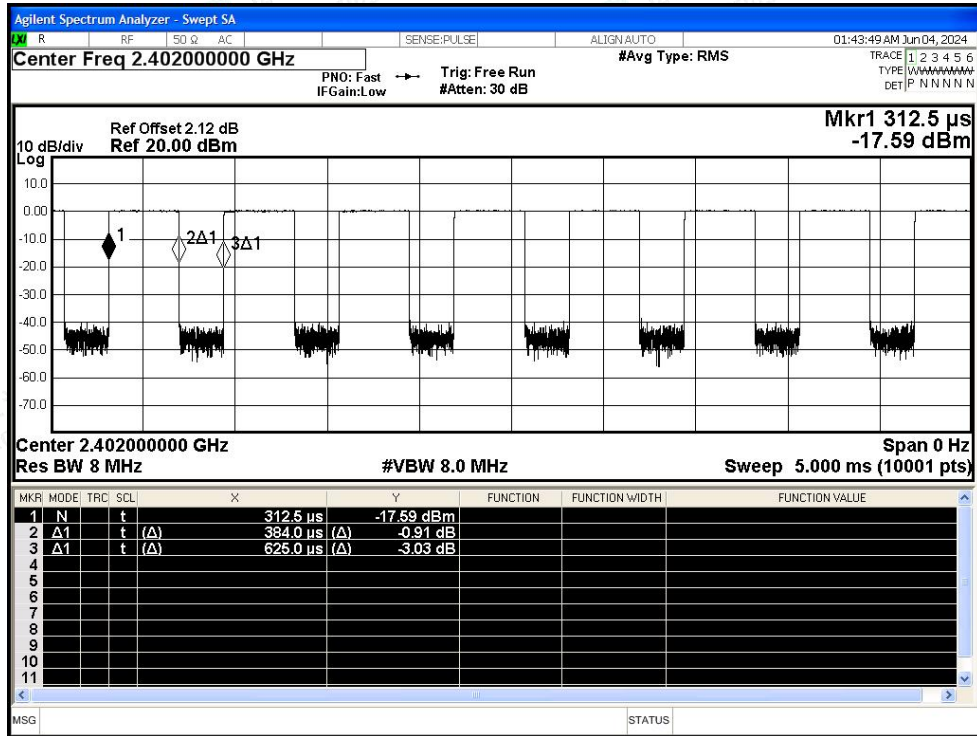 Agilent Spectrum Analyzer - Swept SA
LXI R RF 50 Ω AC SENSE:PULSE ALIGN AUTO 01:43:49 AM Jun 04, 2024
Center Freq 2.402000000 GHz #Avg Type: RMS TRACE 1 2 3 4 5 6
PNO: Fast Trig: Free Run TYPE WWWWWW
IFGain:Low #Atten: 30 dB DET P N N N N N
Mkr1 312.5 µs
Ref Offset 2.12 dB
10 dB/div Ref 20.00 dBm -17.59 dBm
Log
10.0
0.00
-10.0
1 2Δ1 3Δ1
-20.0
-30.0
-40.0
-50.0
-60.0
-70.0
Center 2.402000000 GHz Span 0 Hz
Res BW 8 MHz #VBW 8.0 MHz Sweep 5.000 ms (10001 pts)
MKR MODE TRC SCL X Y FUNCTION FUNCTION WIDTH FUNCTION VALUE
1 N t 312.5 µs -17.59 dBm
2 Δ1 t (Δ) 384.0 µs (Δ) -0.91 dB
3 Δ1 t (Δ) 625.0 µs (Δ) -3.03 dB
4
5
6
7
8
9
10
11
MSG STATUS